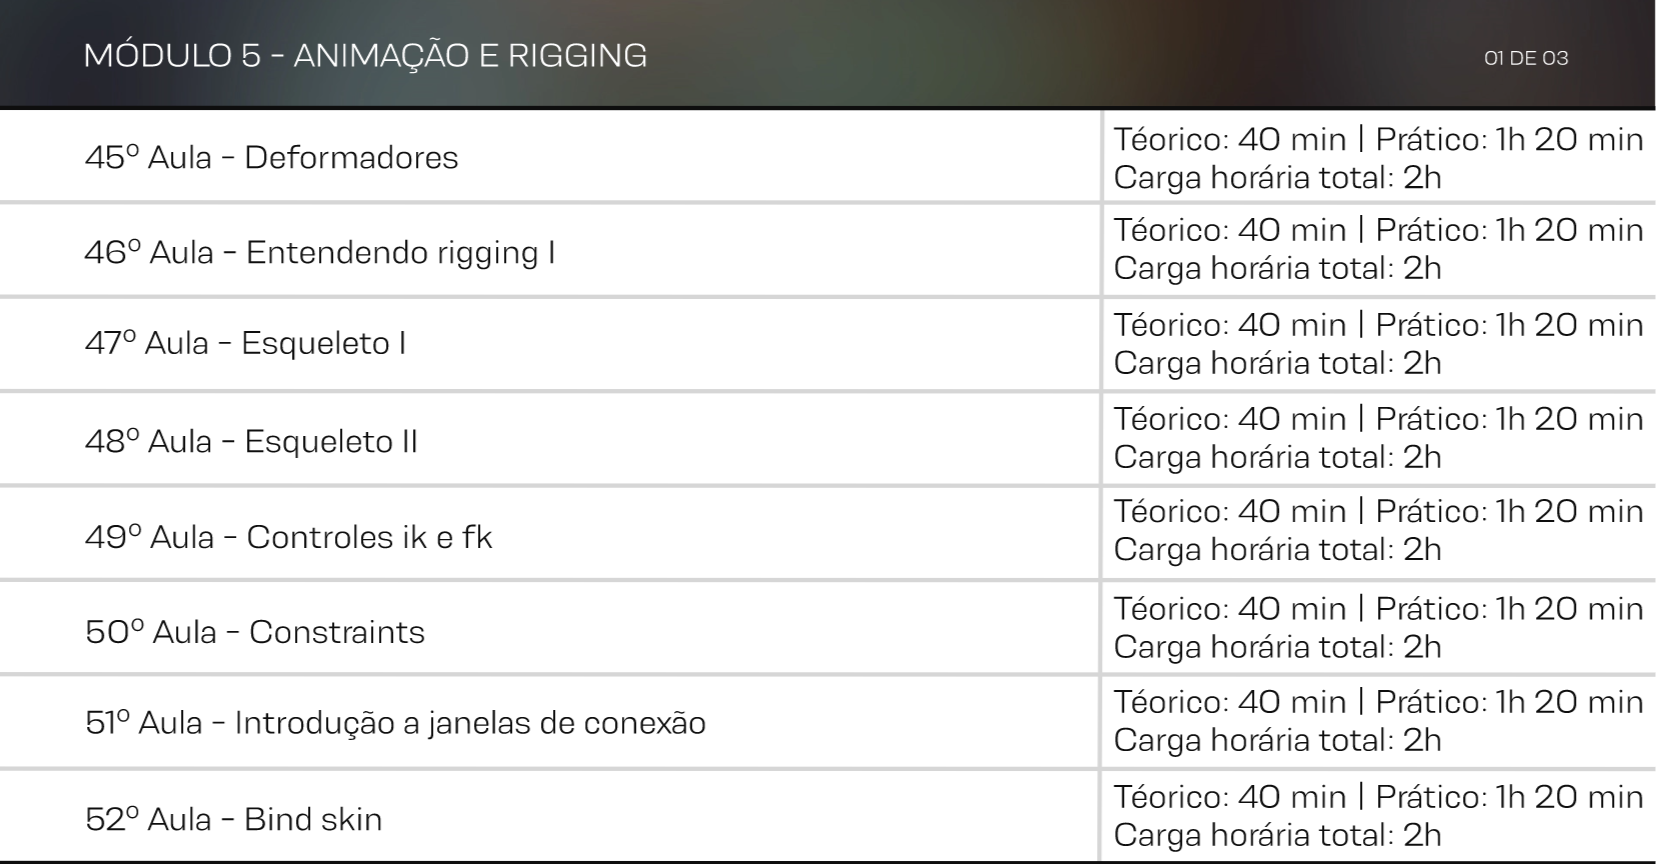 MÓDULO 5 - ANIMAÇÃO E RIGGING
01 DE 03
45º Aula - Deformadores
Téorico: 40 min | Prático: 1h 20 min
Carga horária total: 2h
46º Aula - Entendendo rigging I
Téorico: 40 min | Prático: 1h 20 min
Carga horária total: 2h
47º Aula - Esqueleto I
Téorico: 40 min | Prático: 1h 20 min
Carga horária total: 2h
48º Aula - Esqueleto II
Téorico: 40 min | Prático: 1h 20 min
Carga horária total: 2h
49º Aula - Controles ik e fk
Téorico: 40 min | Prático: 1h 20 min
Carga horária total: 2h
50º Aula - Constraints
Téorico: 40 min | Prático: 1h 20 min
Carga horária total: 2h
51º Aula - Introdução a janelas de conexão
Téorico: 40 min | Prático: 1h 20 min
Carga horária total: 2h
52º Aula - Bind skin
Téorico: 40 min | Prático: 1h 20 min
Carga horária total: 2h